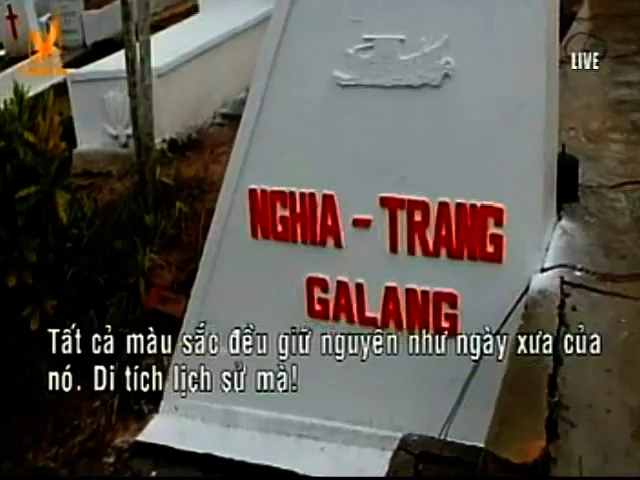 LIVE
NGHIA - TRANG
GALANG
Tất cả màu sắc đều giữ nguyên như ngày xưa của
nó. Di tích lịch sử mà!